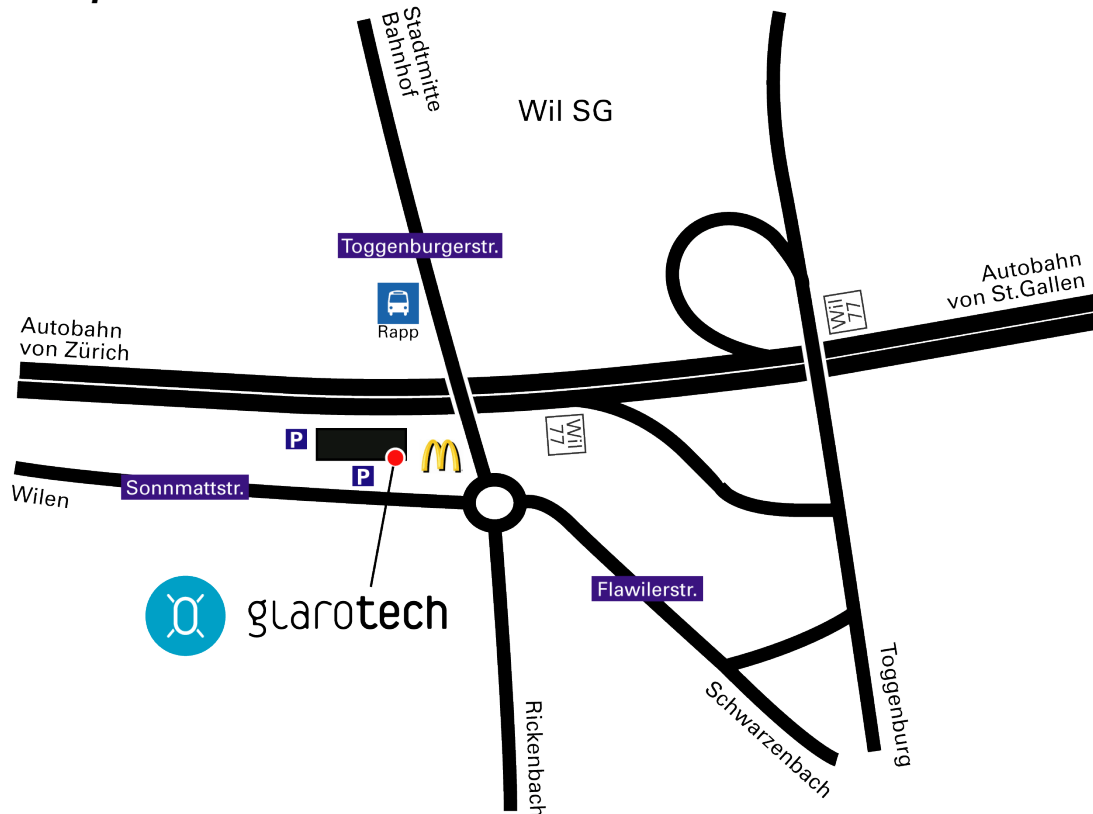 Stadtmitte
Bahnhof
Wil SG
Toggenburgerstr.
Rapp
Autobahn
von St.Gallen
Wil
77
Autobahn
von Zürich
P
P
Wil
77
Sonnmattstr.
Wilen
Flawilerstr.
glarotech
Rickenbach
Schwarzenbach
Toggenburg